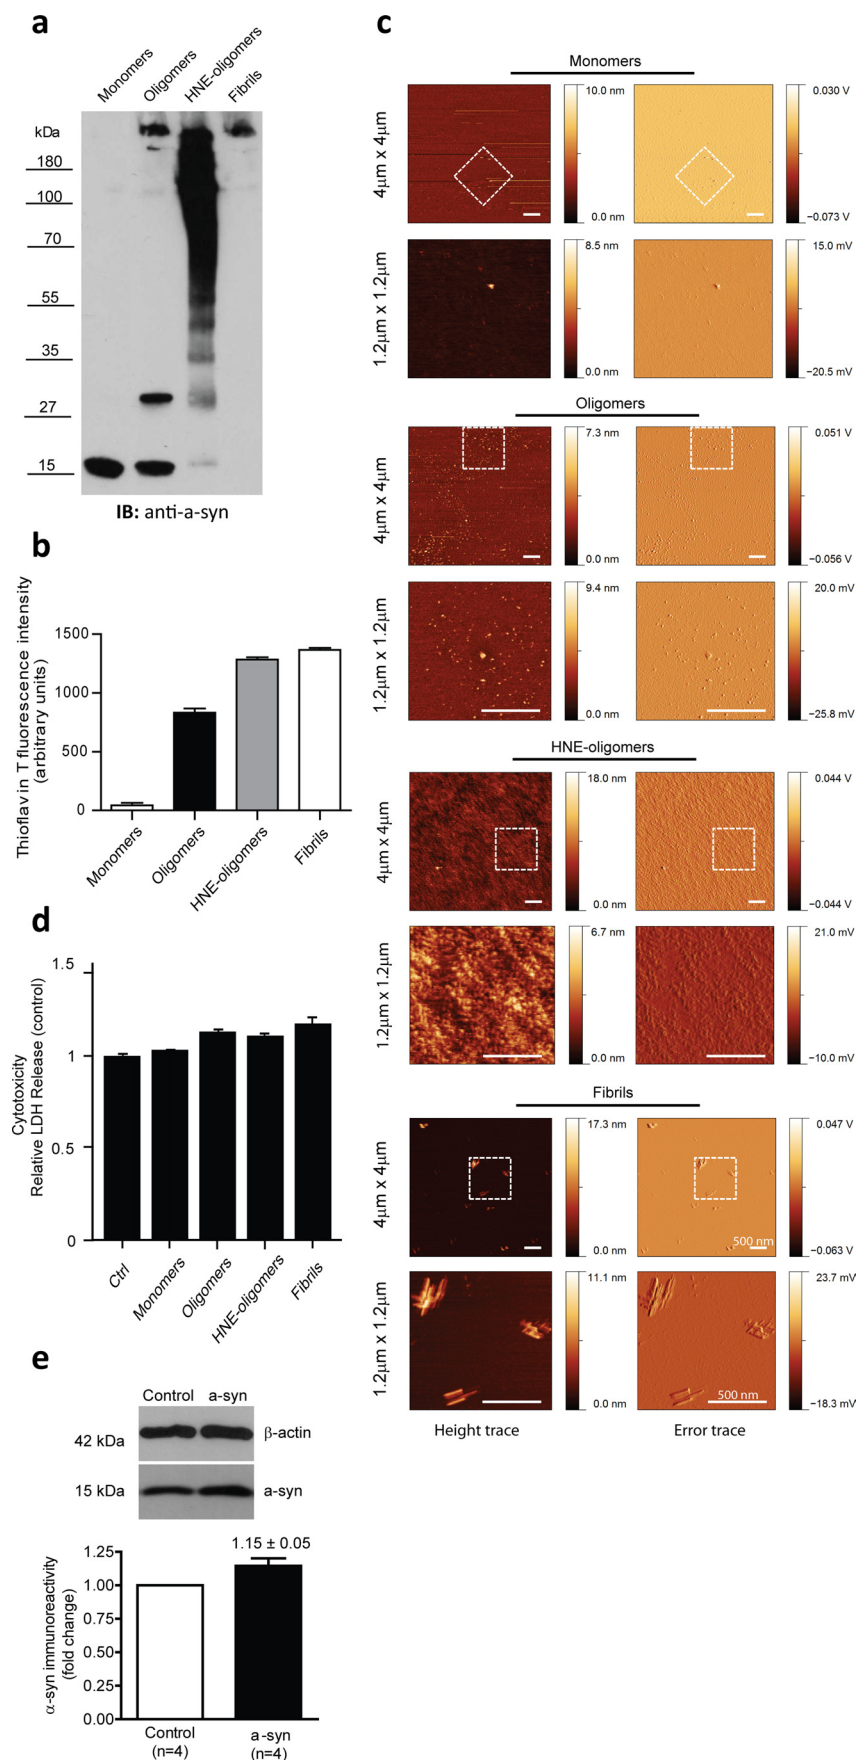 a
Monomers
Oligomers
HNE-oligomers
Fibrils
kDa
180
100
70
55
35
27
15
IB: anti-a-syn
b
Thioflav in T fluorescence intensity
(arbitrary units)
1500
1000
500
0
Monomers
Oligomers
HNE-oligomers
Fibrils
d
Cytotoxicity
Relative LDH Release (control)
1.5
1
0.5
0
Ctrl
Monomers
Oligomers
HNE-oligomers
Fibrils
e
Control a-syn
42 kDa
β-actin
15 kDa
a-syn
α-syn immunoreactivity
(fold change)
1.25
1.00
0.75
0.50
0.25
0.00
1.15 ± 0.05
Control
(n=4)
a-syn
(n=4)
c
Monomers
4μm x 4μm
10.0 nm
0.0 nm
0.030 V
−0.073 V
1.2μm x 1.2μm
8.5 nm
0.0 nm
15.0 mV
−20.5 mV
Oligomers
4μm x 4μm
7.3 nm
0.0 nm
0.051 V
−0.056 V
1.2μm x 1.2μm
9.4 nm
0.0 nm
20.0 mV
−25.8 mV
HNE-oligomers
4μm x 4μm
18.0 nm
0.0 nm
0.044 V
−0.044 V
1.2μm x 1.2μm
6.7 nm
0.0 nm
21.0 mV
−10.0 mV
Fibrils
4μm x 4μm
17.3 nm
0.0 nm
500 nm
0.047 V
−0.063 V
1.2μm x 1.2μm
11.1 nm
0.0 nm
500 nm
23.7 mV
−18.3 mV
Height trace
Error trace